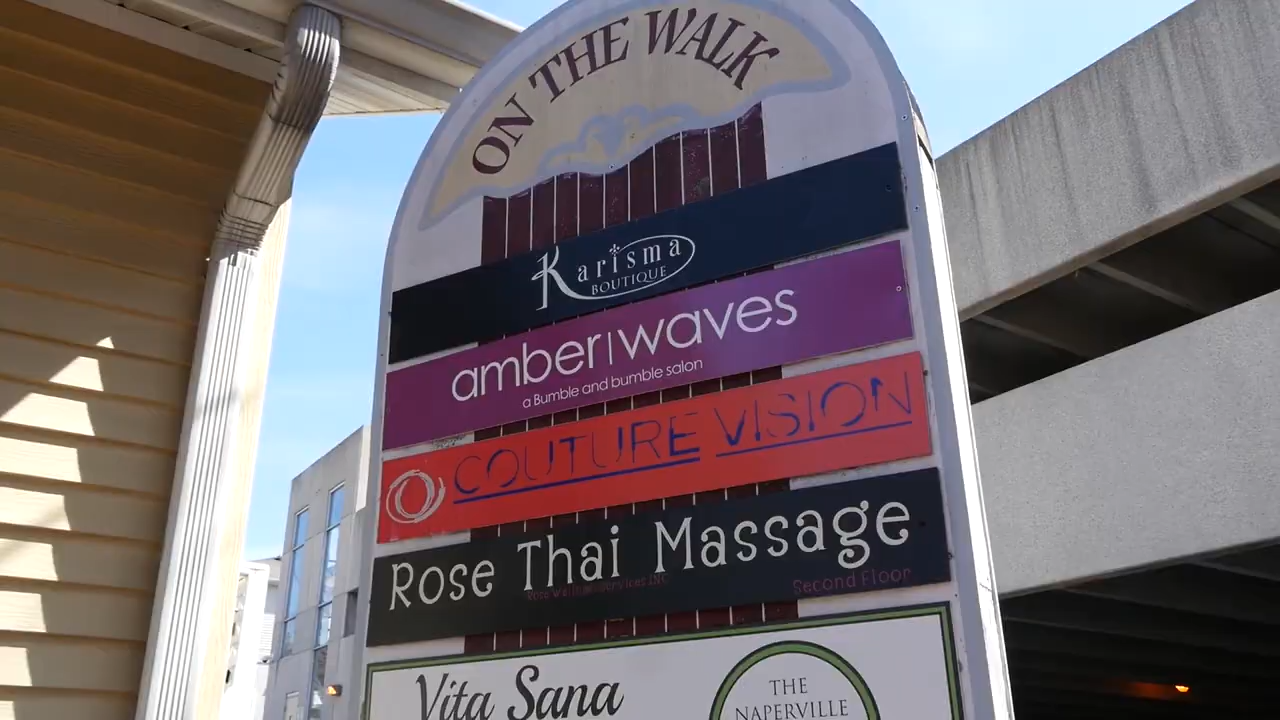 ON THE WALK
Karisma
BOUTIQUE
amber|waves
a Bumble and bumble salon
COUTURE VISION
Rose Thai Massage
Second Floor
Vita Sana
THE
NAPERVILLE